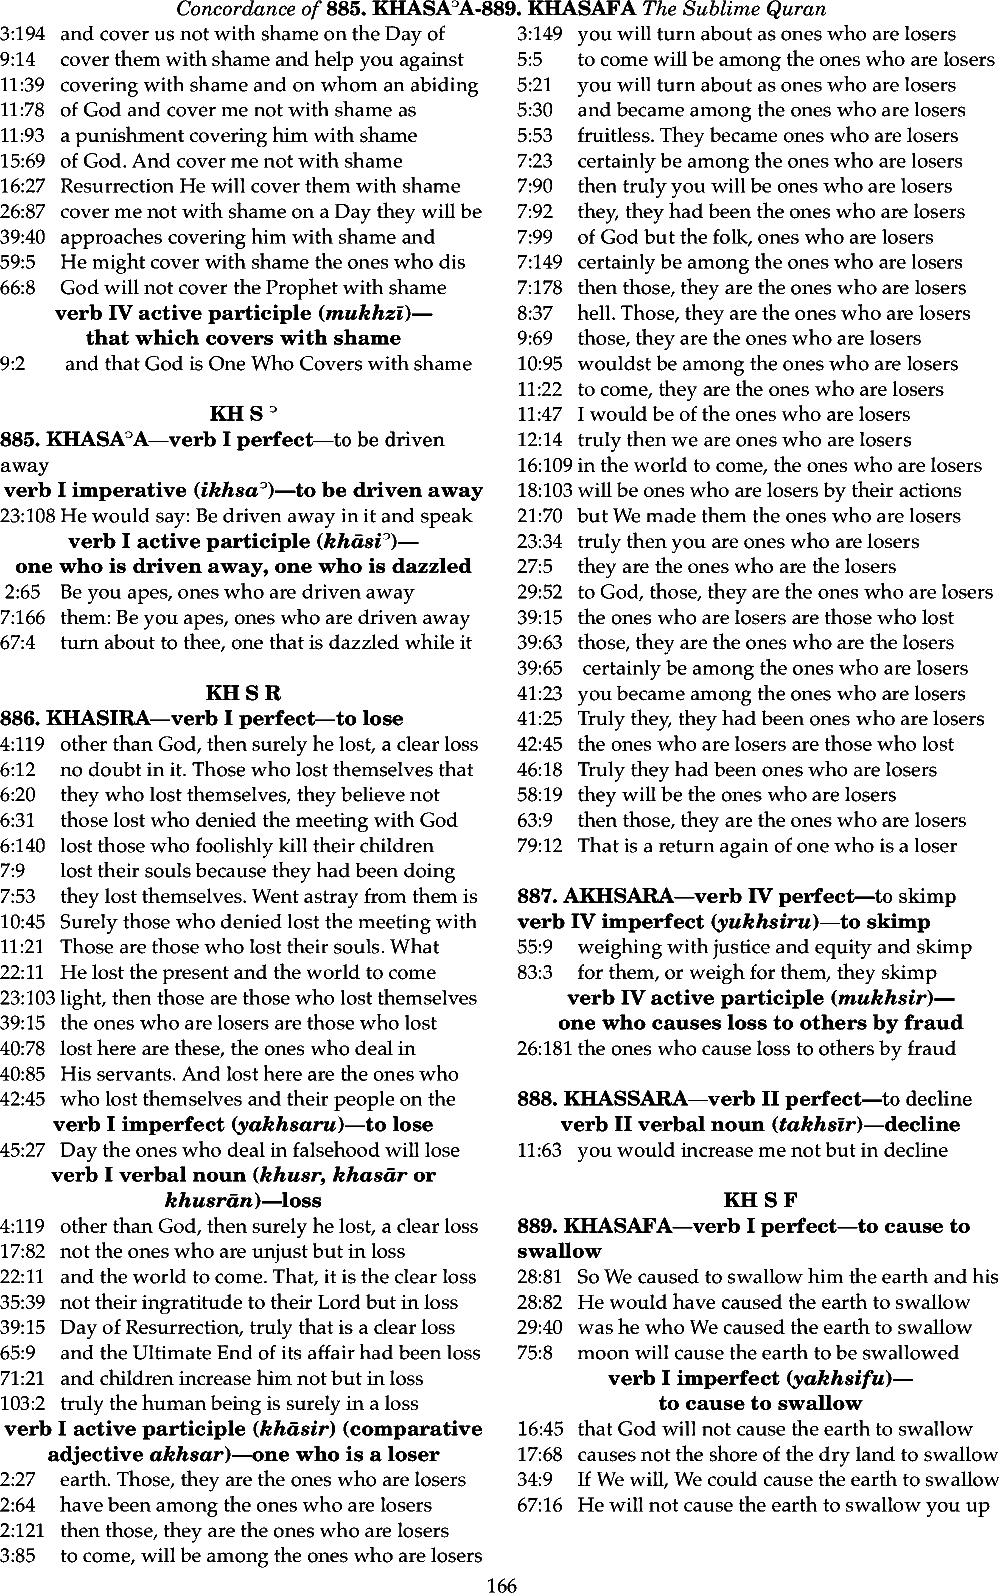 Concordance of 885. KHASAᵓA-889. KHASAFA The Sublime Quran
3:194 and cover us not with shame on the Day of
9:14 cover them with shame and help you against
11:39 covering with shame and on whom an abiding
11:78 of God and cover me not with shame as
11:93 a punishment covering him with shame
15:69 of God. And cover me not with shame
16:27 Resurrection He will cover them with shame
26:87 cover me not with shame on a Day they will be
39:40 approaches covering him with shame and
59:5 He might cover with shame the ones who dis
66:8 God will not cover the Prophet with shame
verb IV active participle (mukhzī)—
that which covers with shame
9:2 and that God is One Who Covers with shame
KH S ᵓ
885. KHASAᵓA—verb I perfect—to be driven
away
verb I imperative (ikhsaᵓ)—to be driven away
23:108 He would say: Be driven away in it and speak
verb I active participle (khāsiᵓ)—
one who is driven away, one who is dazzled
2:65 Be you apes, ones who are driven away
7:166 them: Be you apes, ones who are driven away
67:4 turn about to thee, one that is dazzled while it
KH S R
886. KHASIRA—verb I perfect—to lose
4:119 other than God, then surely he lost, a clear loss
6:12 no doubt in it. Those who lost themselves that
6:20 they who lost themselves, they believe not
6:31 those lost who denied the meeting with God
6:140 lost those who foolishly kill their children
7:9 lost their souls because they had been doing
7:53 they lost themselves. Went astray from them is
10:45 Surely those who denied lost the meeting with
11:21 Those are those who lost their souls. What
22:11 He lost the present and the world to come
23:103 light, then those are those who lost themselves
39:15 the ones who are losers are those who lost
40:78 lost here are these, the ones who deal in
40:85 His servants. And lost here are the ones who
42:45 who lost themselves and their people on the
verb I imperfect (yakhsaru)—to lose
45:27 Day the ones who deal in falsehood will lose
verb I verbal noun (khusr, khasār or
khusrān)—loss
4:119 other than God, then surely he lost, a clear loss
17:82 not the ones who are unjust but in loss
22:11 and the world to come. That, it is the clear loss
35:39 not their ingratitude to their Lord but in loss
39:15 Day of Resurrection, truly that is a clear loss
65:9 and the Ultimate End of its affair had been loss
71:21 and children increase him not but in loss
103:2 truly the human being is surely in a loss
verb I active participle (khāsir) (comparative
adjective akhsar)—one who is a loser
2:27 earth. Those, they are the ones who are losers
2:64 have been among the ones who are losers
2:121 then those, they are the ones who are losers
3:85 to come, will be among the ones who are losers
3:149 you will turn about as ones who are losers
5:5 to come will be among the ones who are losers
5:21 you will turn about as ones who are losers
5:30 and became among the ones who are losers
5:53 fruitless. They became ones who are losers
7:23 certainly be among the ones who are losers
7:90 then truly you will be ones who are losers
7:92 they, they had been the ones who are losers
7:99 of God but the folk, ones who are losers
7:149 certainly be among the ones who are losers
7:178 then those, they are the ones who are losers
8:37 hell. Those, they are the ones who are losers
9:69 those, they are the ones who are losers
10:95 wouldst be among the ones who are losers
11:22 to come, they are the ones who are losers
11:47 I would be of the ones who are losers
12:14 truly then we are ones who are losers
16:109 in the world to come, the ones who are losers
18:103 will be ones who are losers by their actions
21:70 but We made them the ones who are losers
23:34 truly then you are ones who are losers
27:5 they are the ones who are the losers
29:52 to God, those, they are the ones who are losers
39:15 the ones who are losers are those who lost
39:63 those, they are the ones who are the losers
39:65 certainly be among the ones who are losers
41:23 you became among the ones who are losers
41:25 Truly they, they had been ones who are losers
42:45 the ones who are losers are those who lost
46:18 Truly they had been ones who are losers
58:19 they will be the ones who are losers
63:9 then those, they are the ones who are losers
79:12 That is a return again of one who is a loser
887. AKHSARA—verb IV perfect—to skimp
verb IV imperfect (yukhsiru)—to skimp
55:9 weighing with justice and equity and skimp
83:3 for them, or weigh for them, they skimp
verb IV active participle (mukhsir)—
one who causes loss to others by fraud
26:181 the ones who cause loss to others by fraud
888. KHASSARA—verb II perfect—to decline
verb II verbal noun (takhsīr)—decline
11:63 you would increase me not but in decline
KH S F
889. KHASAFA—verb I perfect—to cause to
swallow
28:81 So We caused to swallow him the earth and his
28:82 He would have caused the earth to swallow
29:40 was he who We caused the earth to swallow
75:8 moon will cause the earth to be swallowed
verb I imperfect (yakhsifu)—
to cause to swallow
16:45 that God will not cause the earth to swallow
17:68 causes not the shore of the dry land to swallow
34:9 If We will, We could cause the earth to swallow
67:16 He will not cause the earth to swallow you up
166